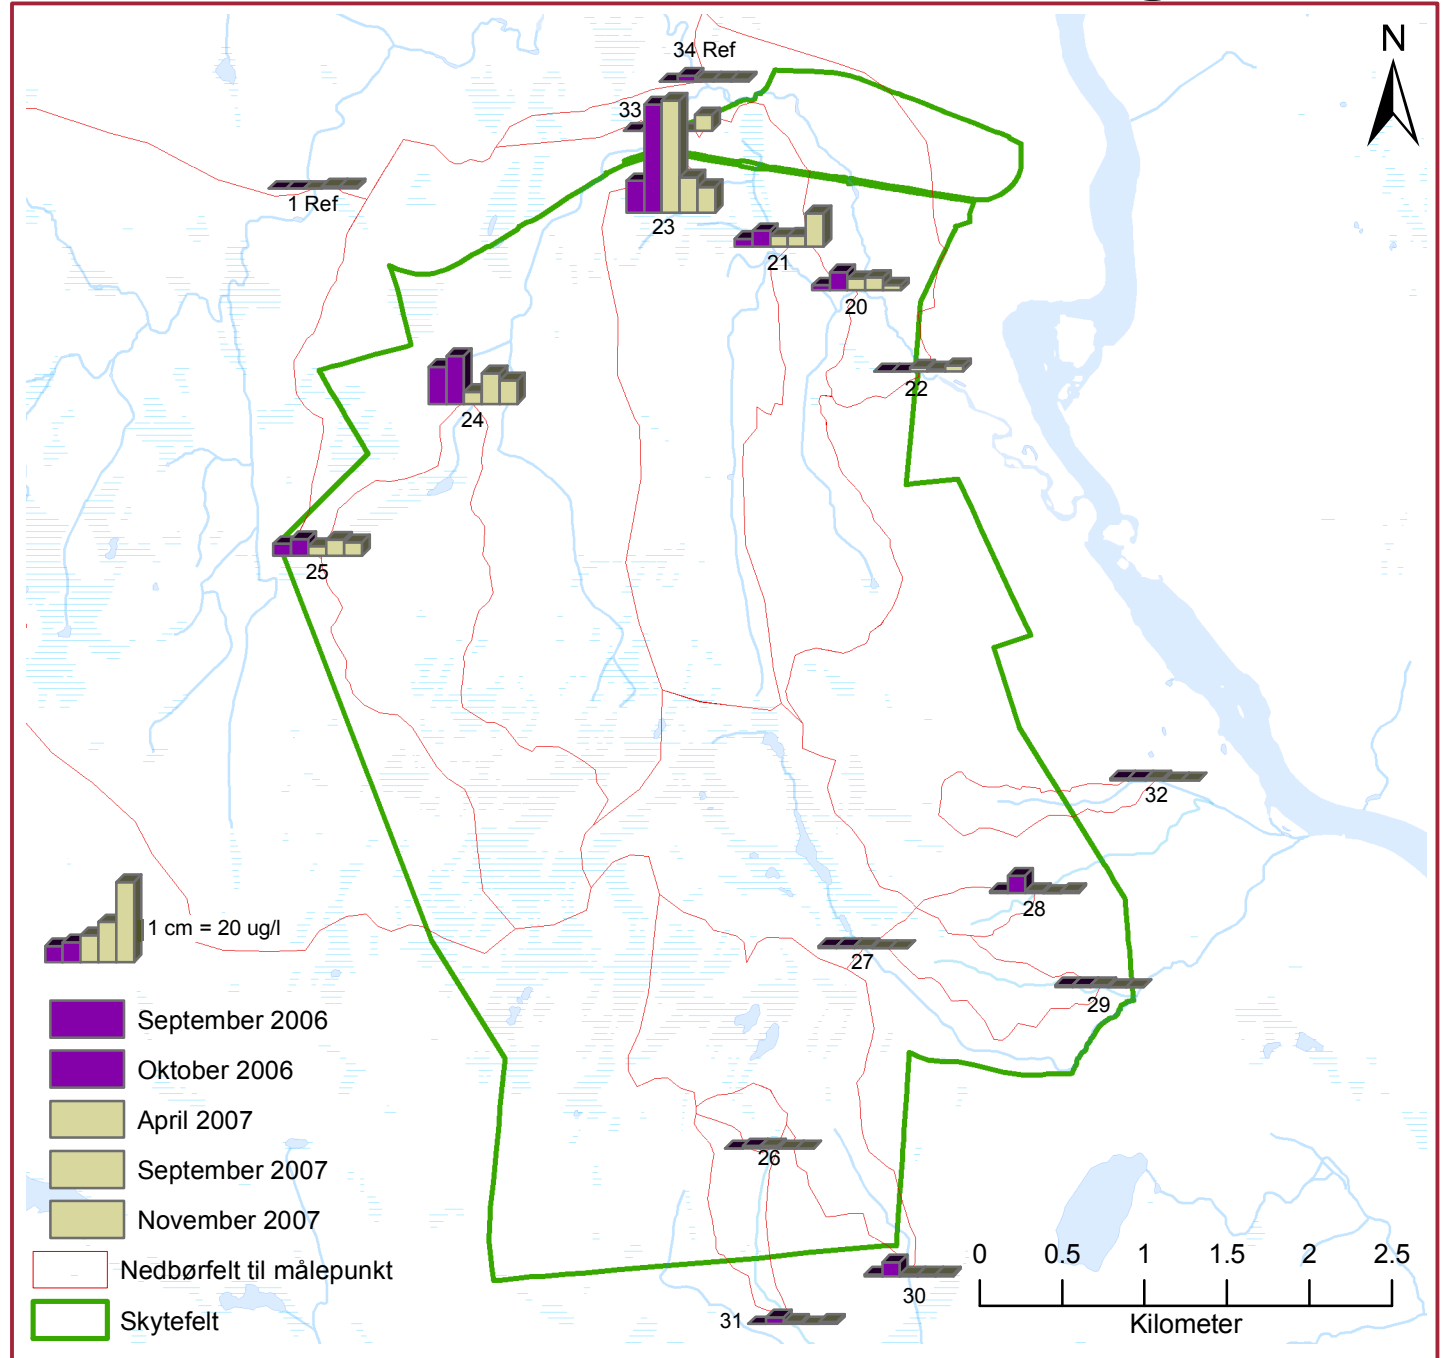 N
34 Ref
33
1 Ref
23
21
20
22
24
25
32
28
1 cm = 20 ug/l
27
29
September 2006
Oktober 2006
April 2007
September 2007
November 2007
Nedbørfelt til målepunkt
Skytefelt
26
30
31
0 0.5 1 1.5 2 2.5
Kilometer